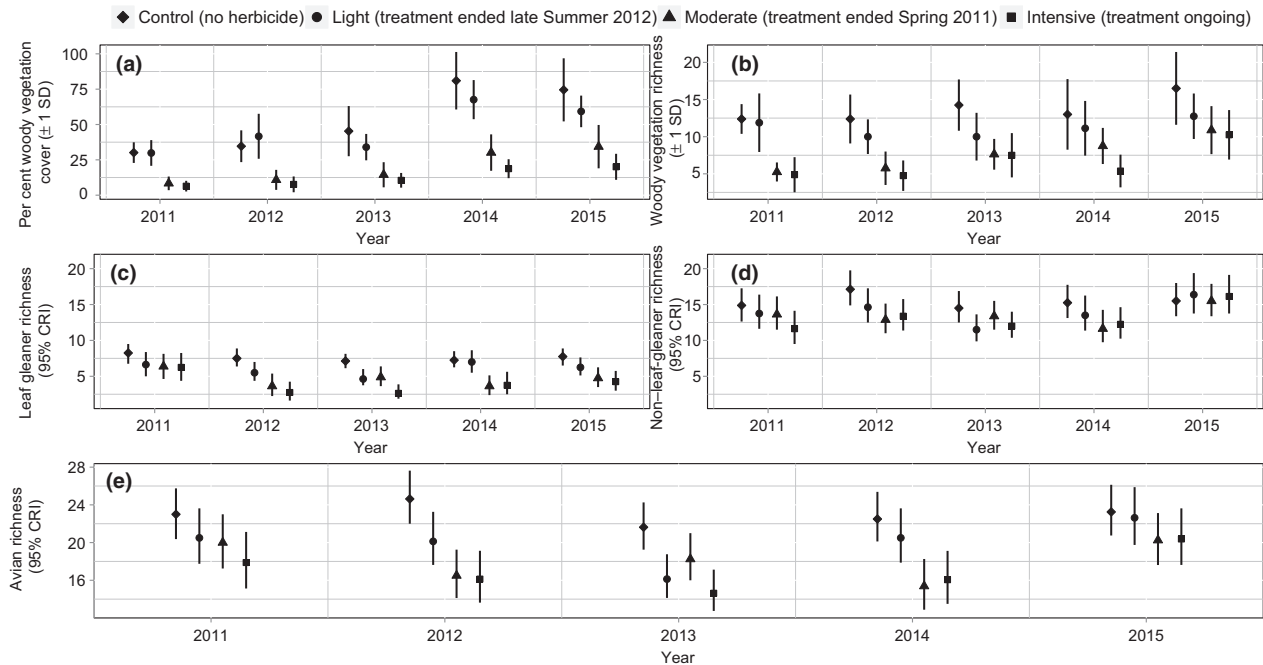 Control (no herbicide) Light (treatment ended late Summer 2012) Moderate (treatment ended Spring 2011) Intensive (treatment ongoing)
(a)
Per cent woody vegetation
cover (± 1 SD)
100
75
50
25
0
2011 2012 2013 2014 2015
Year
(b)
Woody vegetation richness
(± 1 SD)
20
15
10
5
2011 2012 2013 2014 2015
Year
(c)
Leaf gleaner richness
(95% CRI)
20
15
10
5
2011 2012 2013 2014 2015
Year
(d)
Non–leaf-gleaner richness
(95% CRI)
20
15
10
5
2011 2012 2013 2014 2015
Year
(e)
Avian richness
(95% CRI)
28
24
20
16
2011 2012 2013 2014 2015
Year